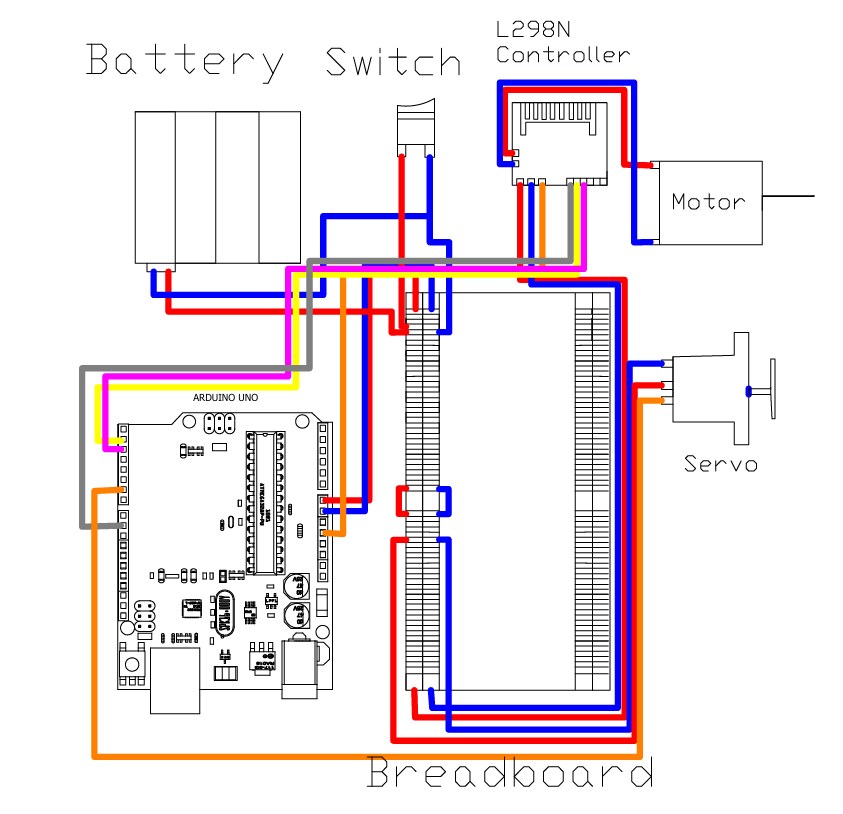 Battery
Switch
L298N
Controller
Motor
ARDUINO UNO
Servo
Breadboard